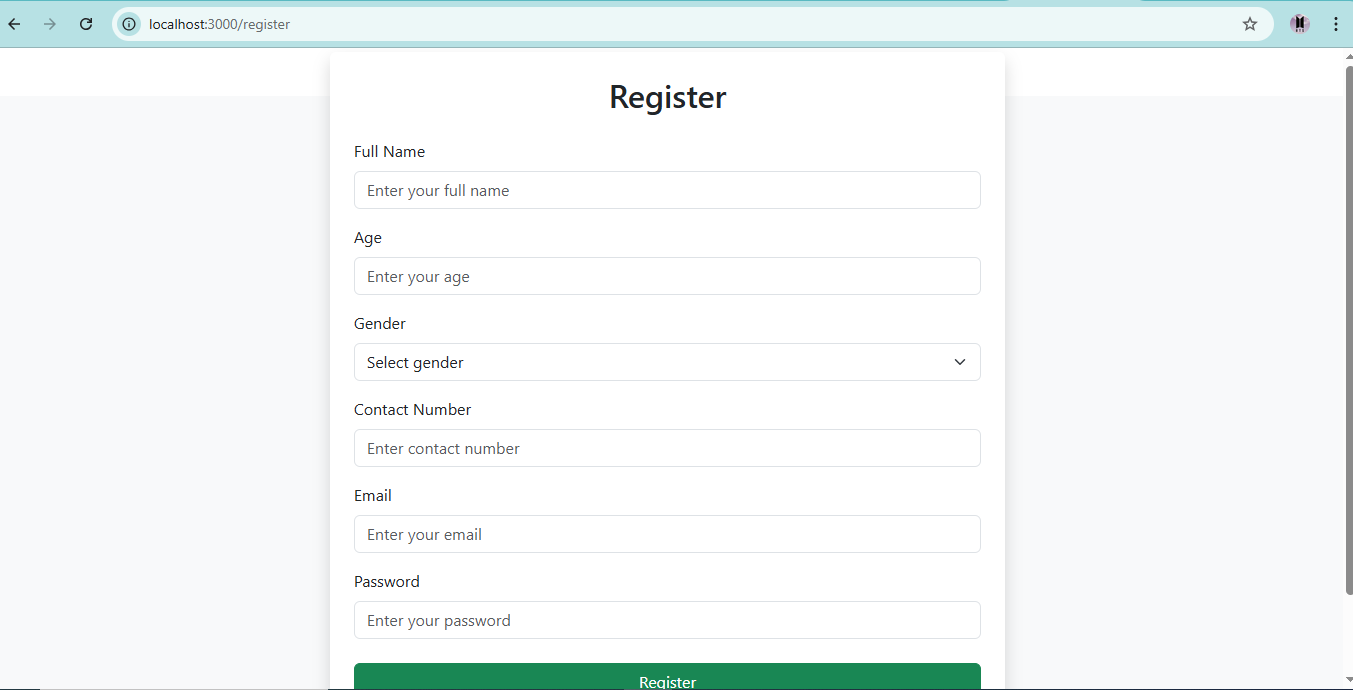 localhost:3000/register
Register
Full Name
Enter your full name
Age
Enter your age
Gender
Select gender
Contact Number
Enter contact number
Email
Enter your email
Password
Enter your password
Register